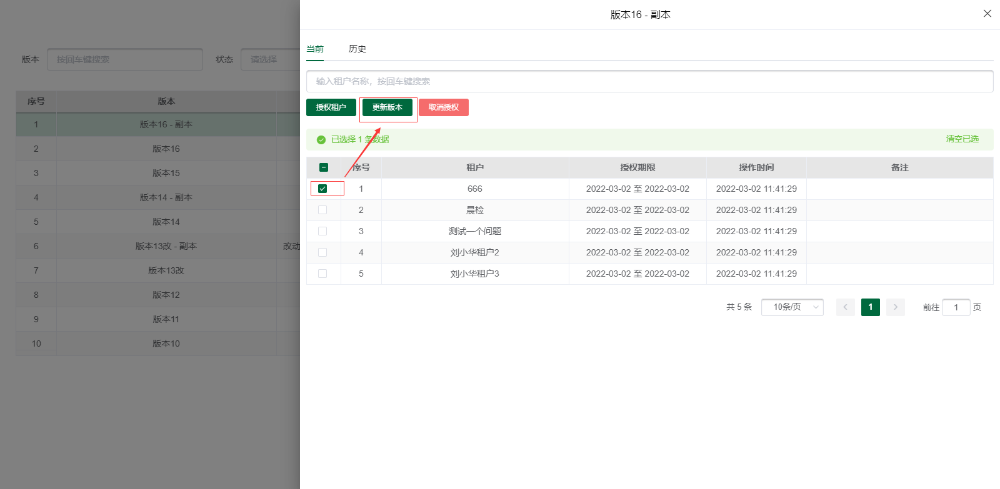 版本16 - 副本
当前 历史
版本 按回车键搜索 状态 请选择
输入租户名称，按回车键搜索
授权租户 更新版本 取消授权
已选择 1 条数据 清空已选
序号 版本
1 版本16 - 副本
2 版本16
3 版本15
4 版本14 - 副本
5 版本14
6 版本13改 - 副本 改动
7 版本13改
8 版本12
9 版本11
10 版本10
序号 租户 授权期限 操作时间 备注
1 666 2022-03-02 至 2022-03-02 2022-03-02 11:41:29
2 晨检 2022-03-02 至 2022-03-02 2022-03-02 11:41:29
3 测试一个问题 2022-03-02 至 2022-03-02 2022-03-02 11:41:29
4 刘小华租户2 2022-03-02 至 2022-03-02 2022-03-02 11:41:29
5 刘小华租户3 2022-03-02 至 2022-03-02 2022-03-02 11:41:29
共 5 条 10条/页 1 前往 1 页